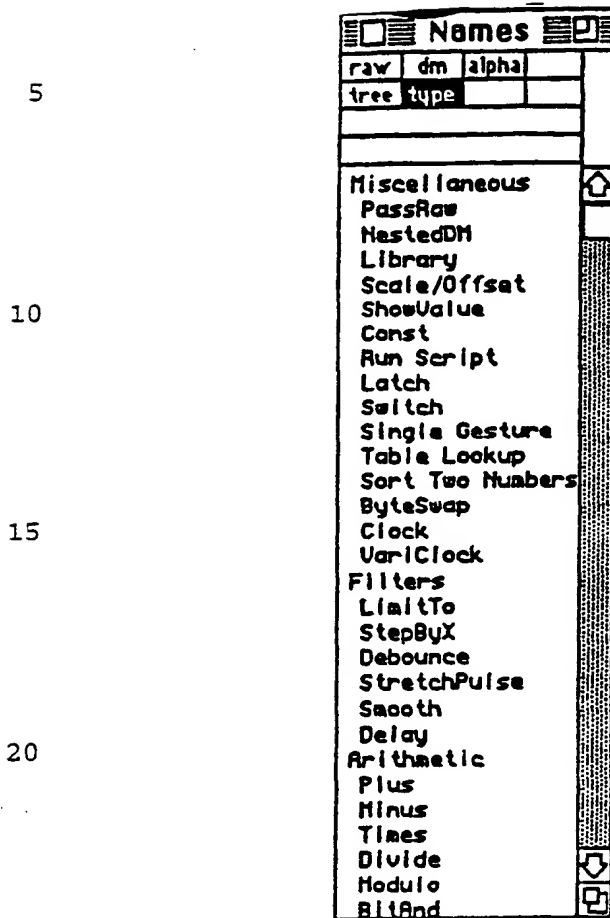 Names
raw dm alpha
tree type
5
Miscellaneous
PassRaw
NestedDM
Library
Scale/Offset
10
ShowValue
Const
Run Script
Latch
Switch
Single Gesture
Table Lookup
Sort Two Numbers
ByteSwap
15
Clock
VariClock
Filters
LimitTo
StepByX
Debounce
StretchPulse
Smooth
Delay
20
Arithmetic
Plus
Minus
Times
Divide
Modulo
BitAnd